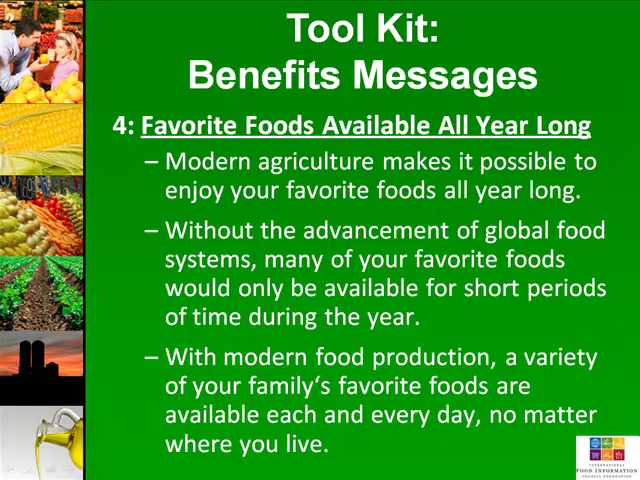 Tool Kit:
Benefits Messages
4: Favorite Foods Available All Year Long
– Modern agriculture makes it possible to
enjoy your favorite foods all year long.
– Without the advancement of global food
systems, many of your favorite foods
would only be available for short periods
of time during the year.
– With modern food production, a variety
of your family‘s favorite foods are
available each and every day, no matter
where you live.
INTERNATIONAL
FOOD INFORMATION
COUNCIL FOUNDATION